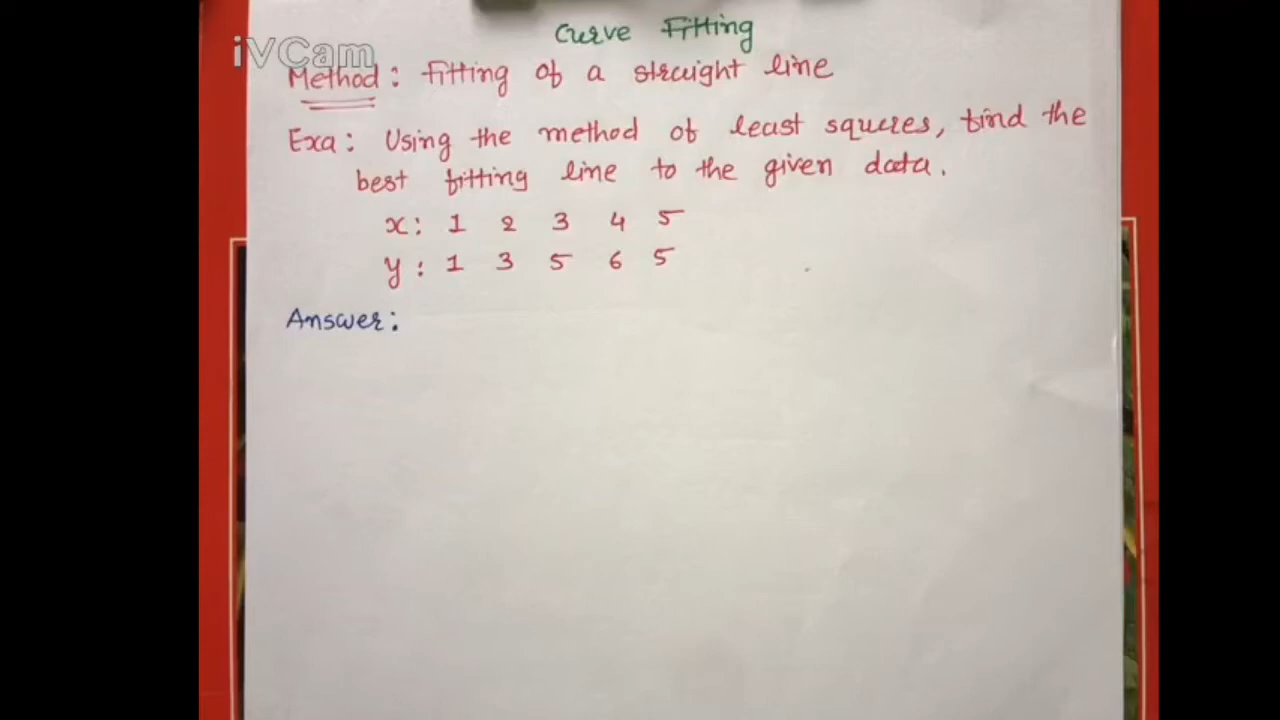 Curve Fitting
iVCam
Method: Fitting of a straight line
Exa: Using the method of least squares, find the
best fitting line to the given data.
x: 1 2 3 4 5
y: 1 3 5 6 5
Answer: